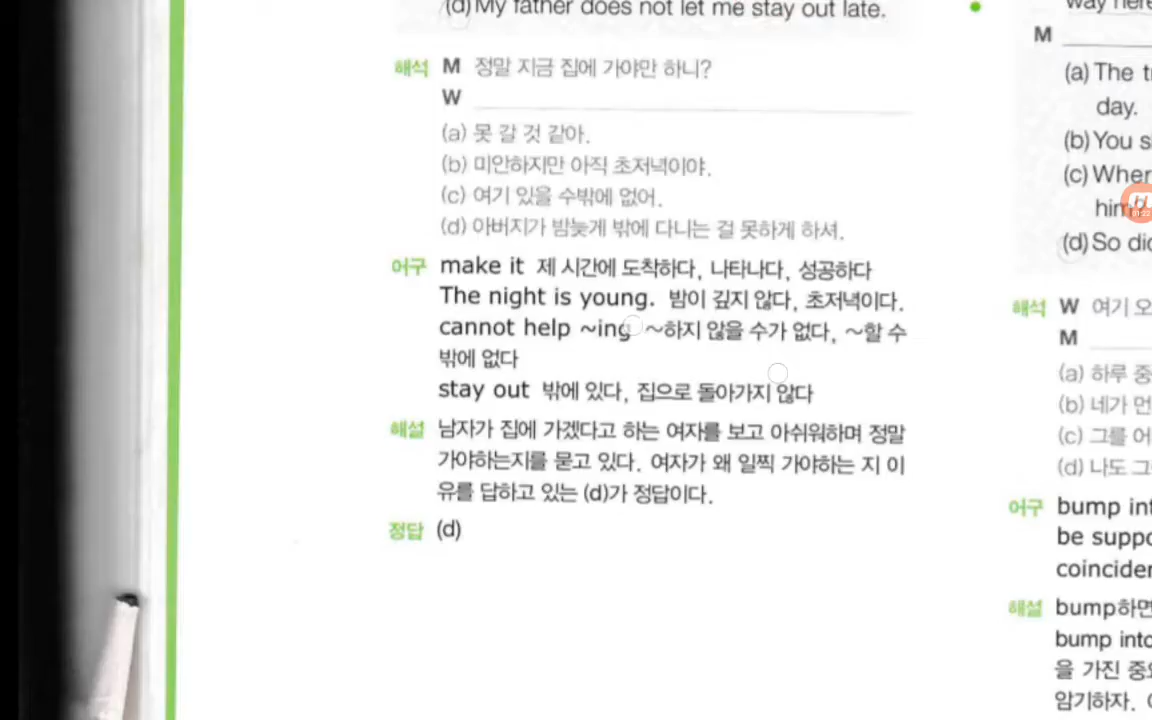 (d) My father does not let me stay out late.
해석 M 정말 지금 집에 가야만 하니?
W
(a) 못 갈 것 같아.
(b) 미안하지만 아직 초저녁이야.
(c) 여기 있을 수밖에 없어.
(d) 아버지가 밤늦게 밖에 다니는 걸 못하게 하셔.
어구 make it 제 시간에 도착하다, 나타나다, 성공하다
The night is young. 밤이 깊지 않다, 초저녁이다.
cannot help ~ing ~하지 않을 수가 없다, ~할 수
밖에 없다
stay out 밖에 있다, 집으로 돌아가지 않다
해설 남자가 집에 가겠다고 하는 여자를 보고 아쉬워하며 정말
가야하는지를 묻고 있다. 여자가 왜 일찍 가야하는 지 이
유를 답하고 있는 (d)가 정답이다.
정답 (d)
way here
M
(a) The
day.
(b) You
(c) Wher
him
(d) So
해석 W 여기
M
(a) 하루 중
(b) 네가 먼
(c) 그를
(d) 나도
어구 bump int
be suppo
coinciden
해설 bump하면
bump into
을 가진
암기하자.